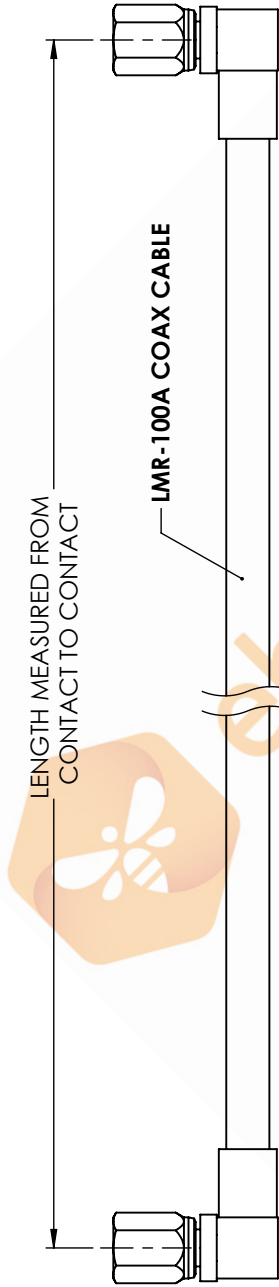 LENGTH MEASURED FROM
CONTACT TO CONTACT
LMR-100A COAX CABLE